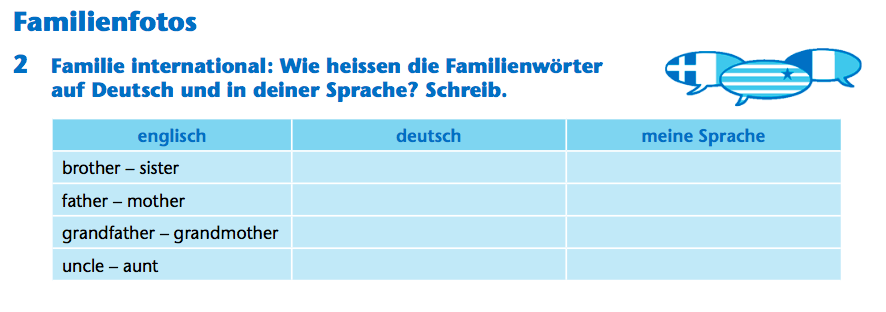 Familienfotos
2 Familie international: Wie heissen die Familienwörter
auf Deutsch und in deiner Sprache? Schreib.
englisch deutsch meine Sprache
brother – sister
father – mother
grandfather – grandmother
uncle – aunt